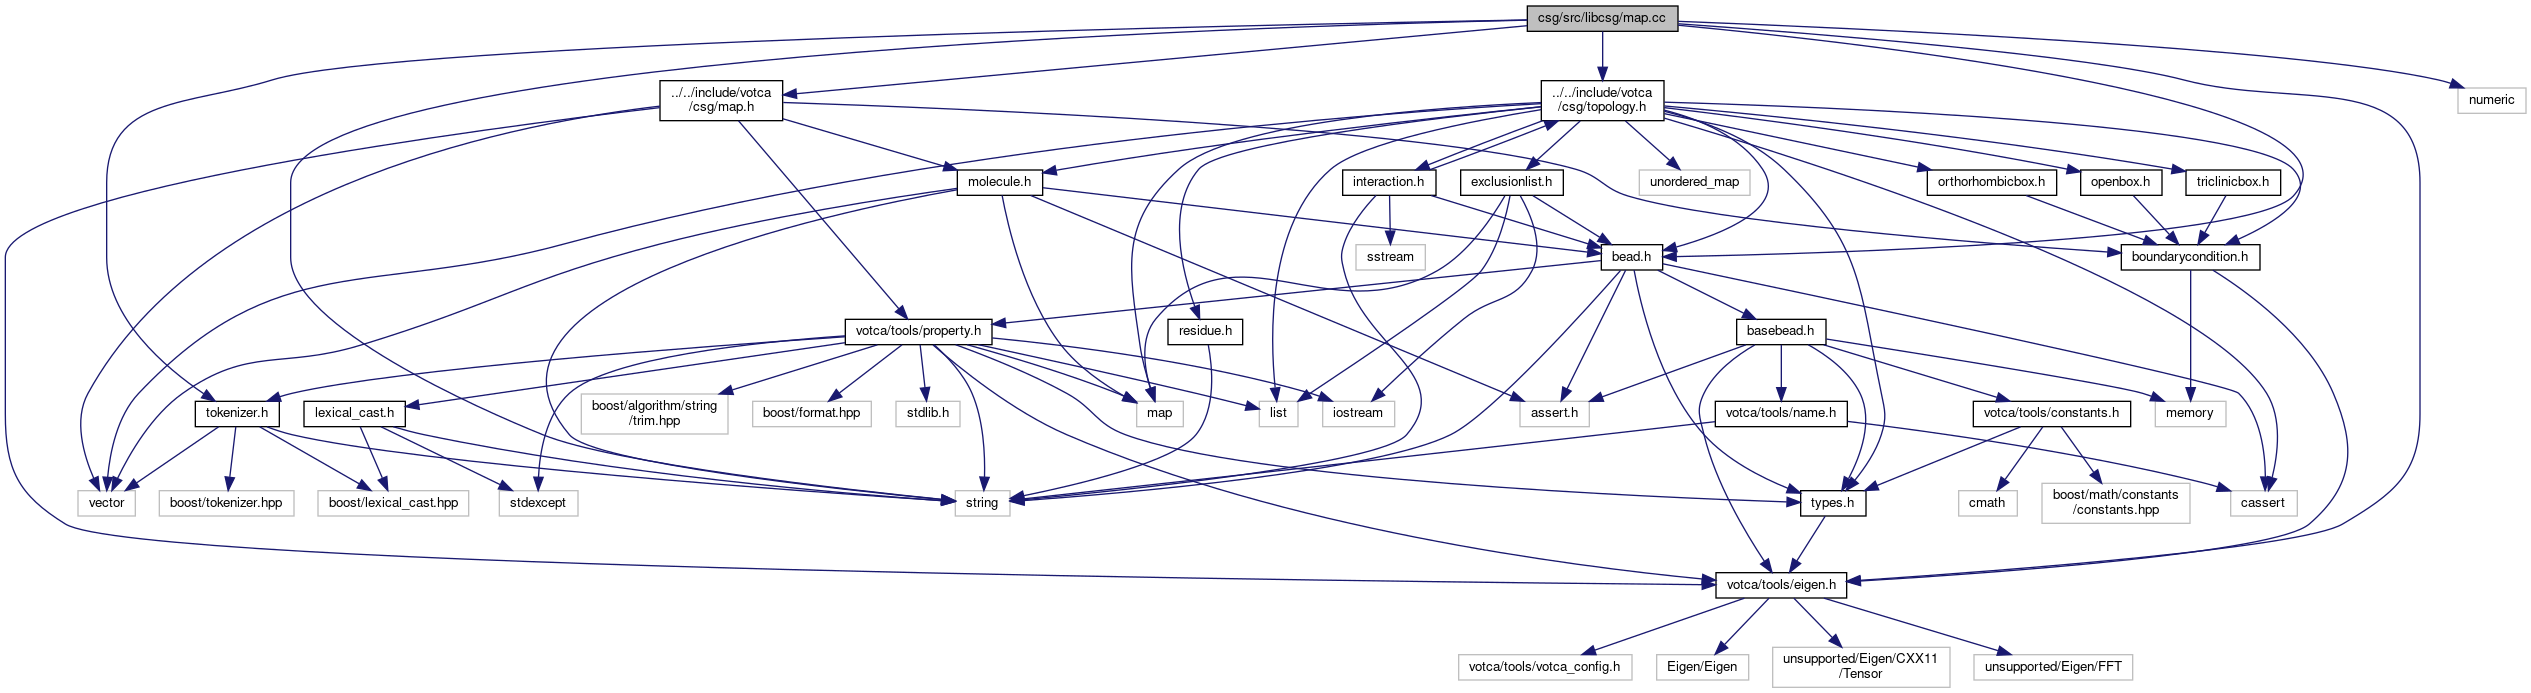 csg/src/libcsg/map.cc
../../include/votca
/csg/map.h
../../include/votca
/csg/topology.h
numeric
molecule.h
interaction.h
exclusionlist.h
unordered_map
orthorhombicbox.h
openbox.h
triclinicbox.h
sstream
bead.h
boundarycondition.h
votca/tools/property.h
residue.h
basebead.h
tokenizer.h
lexical_cast.h
boost/algorithm/string
/trim.hpp
boost/format.hpp
stdlib.h
map
list
iostream
assert.h
votca/tools/name.h
votca/tools/constants.h
memory
vector
boost/tokenizer.hpp
boost/lexical_cast.hpp
stdexcept
string
types.h
cmath
boost/math/constants
/constants.hpp
cassert
votca/tools/eigen.h
votca/tools/votca_config.h
Eigen/Eigen
unsupported/Eigen/CXX11
/Tensor
unsupported/Eigen/FFT